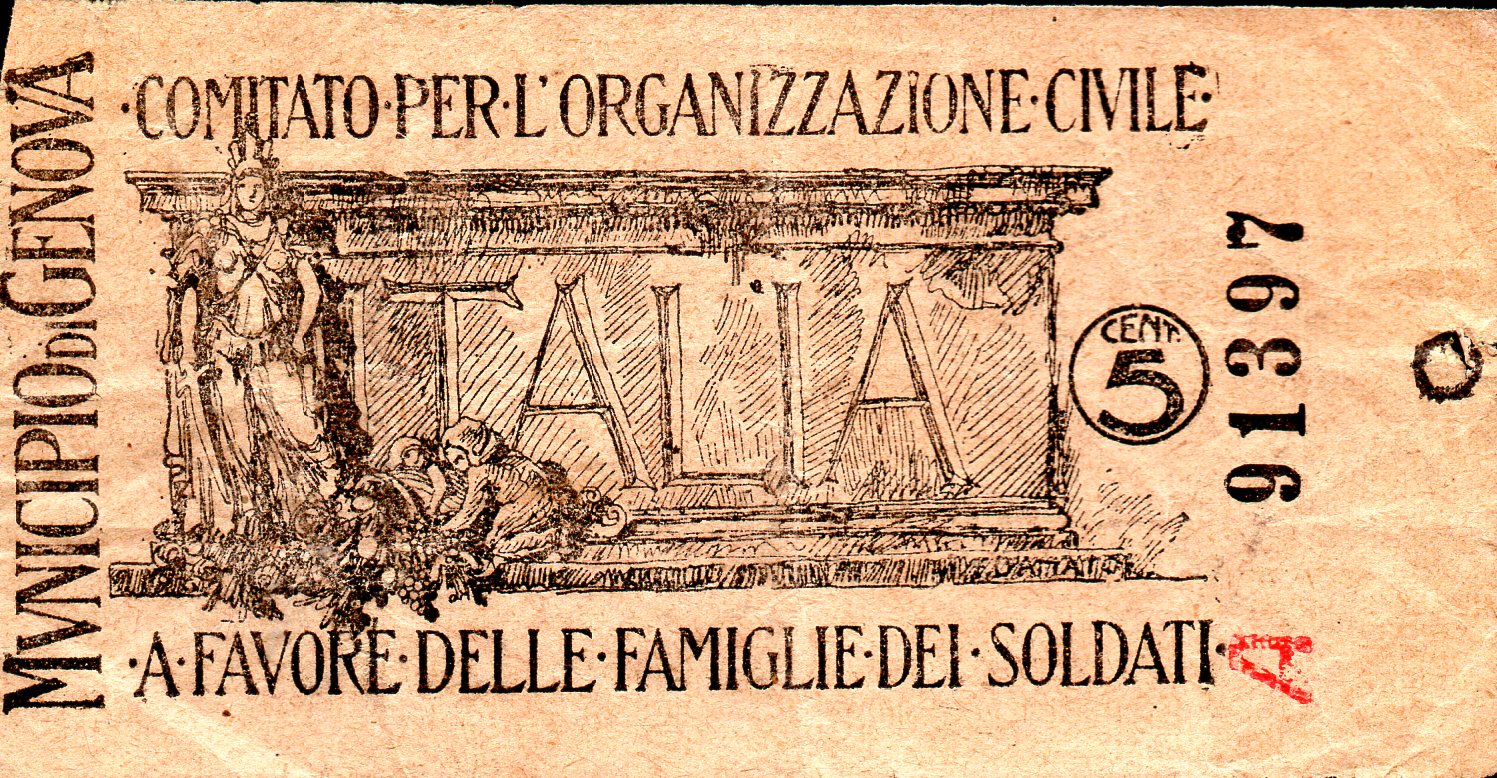 MVNICIPIO DI GENOVA
·COMITATO·PER·L'ORGANIZZAZIONE·CIVILE·
ITALIA
CENT.
5
91397
·A·FAVORE·DELLE·FAMIGLIE·DEI·SOLDATI·
A